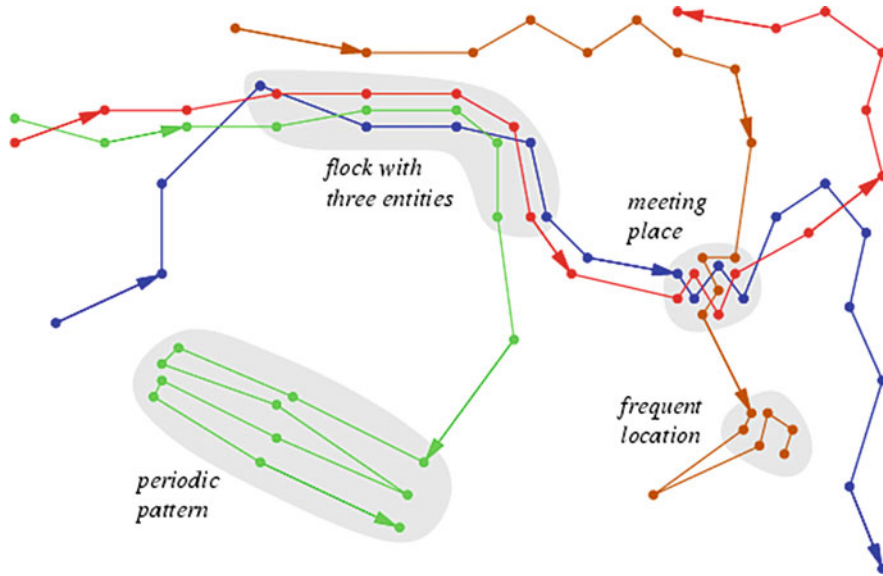 flock with
three entities
meeting
place
frequent
location
periodic
pattern